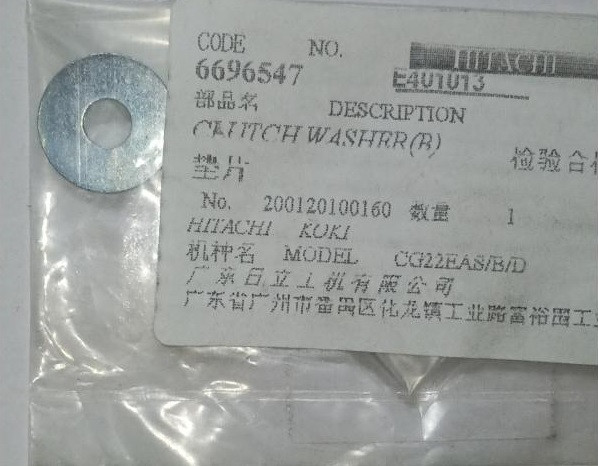 CODE NO. HITACHI
6696547 E401013
部品名 DESCRIPTION
CLUTCH WASHER(B)
垫片 检验合格
No. 200120100160 数量 1
HITACHI KOKI
机种名 MODEL CG22EAS/B/D
广东日立工机有限公司
广东省广州市番禺区化龙镇工业路富裕围工